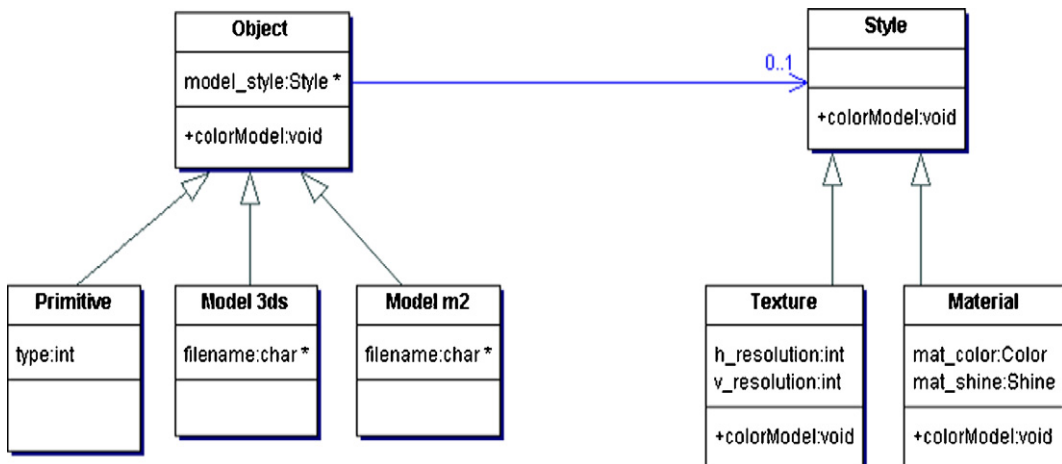 Object
model_style:Style *
+colorModel:void
0..1
Style
+colorModel:void
Primitive
type:int
Model 3ds
filename:char *
Model m2
filename:char *
Texture
h_resolution:int
v_resolution:int
+colorModel:void
Material
mat_color:Color
mat_shine:Shine
+colorModel:void